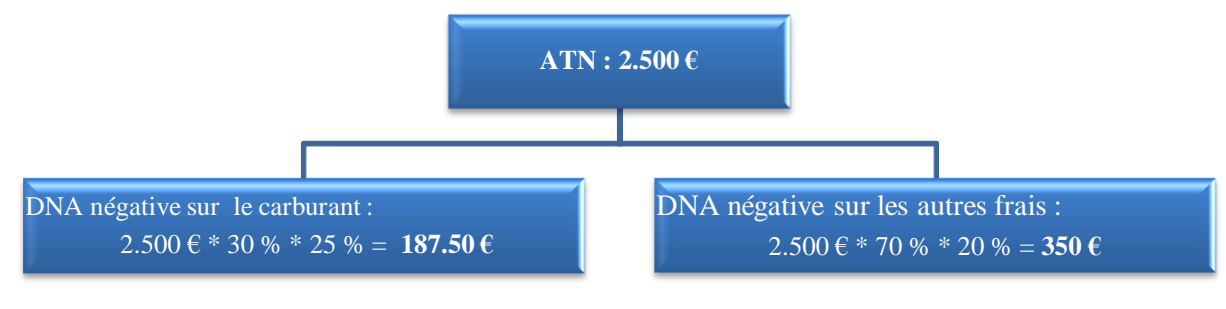 ATN : 2.500 €
DNA négative sur le carburant :
2.500 € * 30 % * 25 % = 187.50 €
DNA négative sur les autres frais :
2.500 € * 70 % * 20 % = 350 €